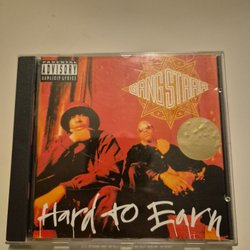 PARENTAL
ADVISORY
EXPLICIT LYRICS
GANG STARR
Hard to Earn